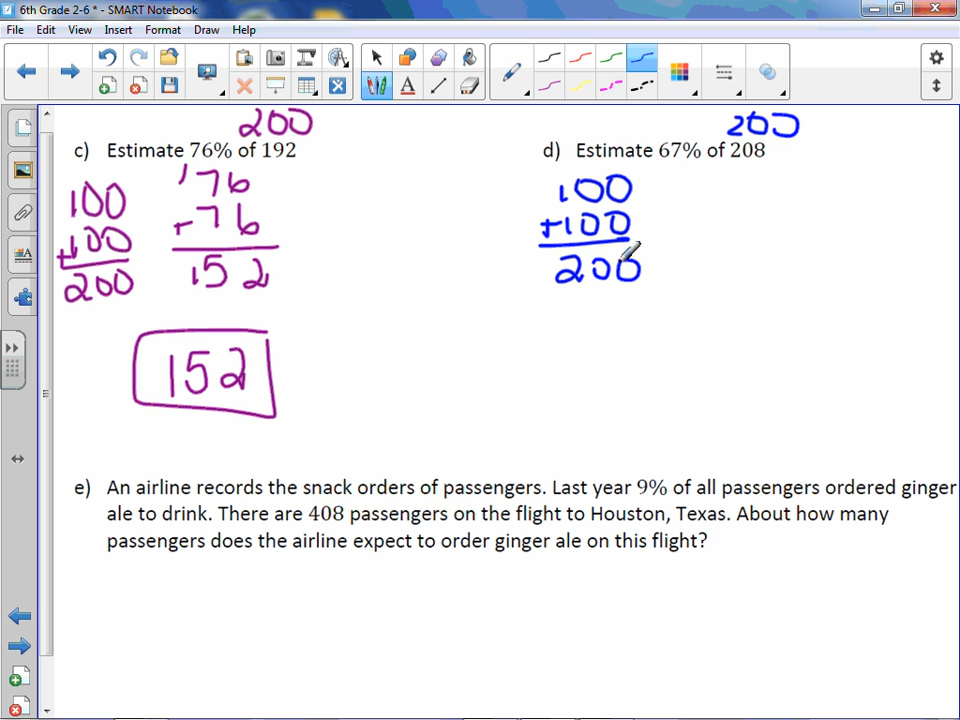 6th Grade 2-6 * - SMART Notebook
File Edit View Insert Format Draw Help
200
c) Estimate 76% of 192
100
+100
200
1
76
+76
152
152
200
d) Estimate 67% of 208
100
+100
200
e) An airline records the snack orders of passengers. Last year 9% of all passengers ordered ginger
ale to drink. There are 408 passengers on the flight to Houston, Texas. About how many
passengers does the airline expect to order ginger ale on this flight?